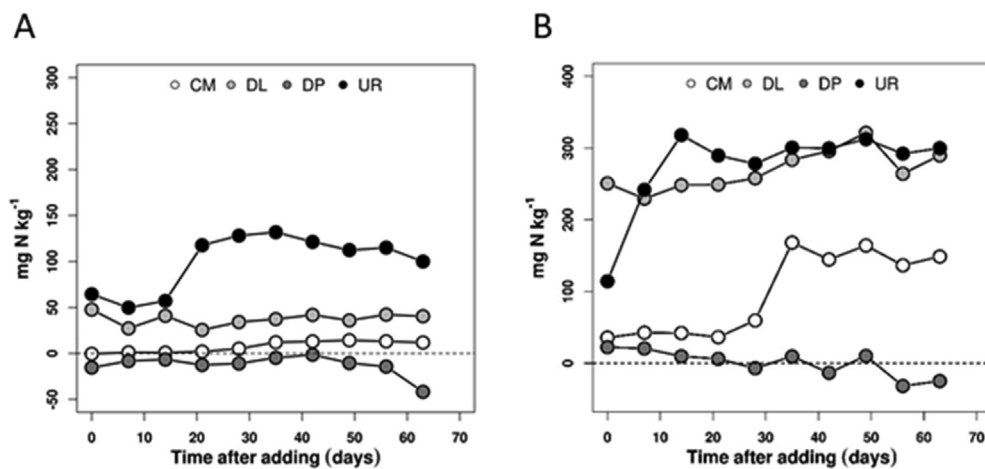 A
CM DL DP UR
300
250
200
150
100
50
0
-50
mg N kg-1
0 10 20 30 40 50 60 70
Time after adding (days)
B
CM DL DP UR
400
300
200
100
0
mg N kg-1
0 10 20 30 40 50 60 70
Time after adding (days)